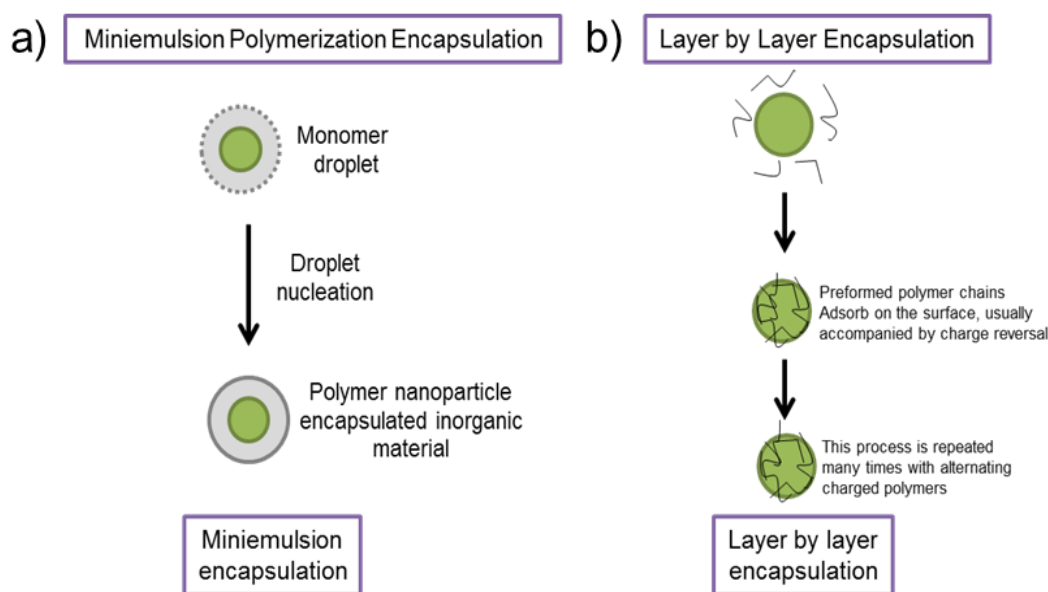 a)
Miniemulsion Polymerization Encapsulation
Monomer
droplet
Droplet
nucleation
Polymer nanoparticle
encapsulated inorganic
material
Miniemulsion
encapsulation
b)
Layer by Layer Encapsulation
Preformed polymer chains
Adsorb on the surface, usually
accompanied by charge reversal
This process is repeated
many times with alternating
charged polymers
Layer by layer
encapsulation